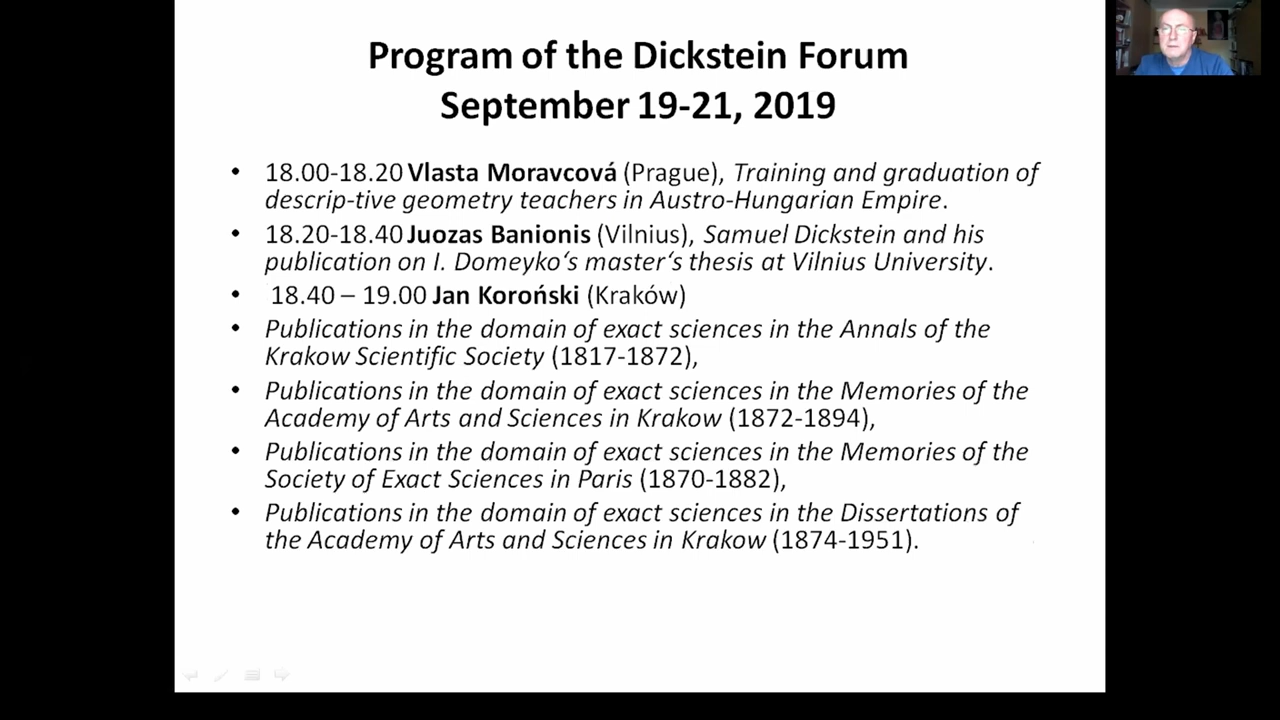 Program of the Dickstein Forum
September 19-21, 2019
• 18.00-18.20 Vlasta Moravcová (Prague), Training and graduation of
descrip-tive geometry teachers in Austro-Hungarian Empire.
• 18.20-18.40 Juozas Banionis (Vilnius), Samuel Dickstein and his
publication on I. Domeyko‘s master‘s thesis at Vilnius University.
• 18.40 – 19.00 Jan Koroński (Kraków)
• Publications in the domain of exact sciences in the Annals of the
Krakow Scientific Society (1817-1872),
• Publications in the domain of exact sciences in the Memories of the
Academy of Arts and Sciences in Krakow (1872-1894),
• Publications in the domain of exact sciences in the Memories of the
Society of Exact Sciences in Paris (1870-1882),
• Publications in the domain of exact sciences in the Dissertations of
the Academy of Arts and Sciences in Krakow (1874-1951).